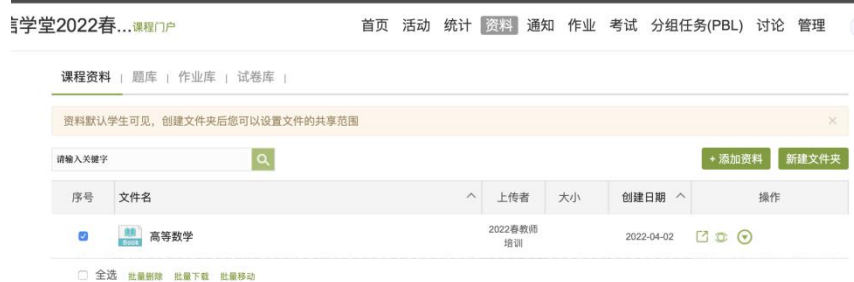 信学堂2022春...课程门户 首页 活动 统计 资料 通知 作业 考试 分组任务(PBL) 讨论 管理
课程资料 | 题库 | 作业库 | 试卷库 |
资料默认学生可见，创建文件夹后您可以设置文件的共享范围 ×
请输入关键字 + 添加资料 新建文件夹
序号 文件名 上传者 大小 创建日期 操作
高等数学 2022春教师培训 2022-04-02
全选 批量删除 批量下载 批量移动